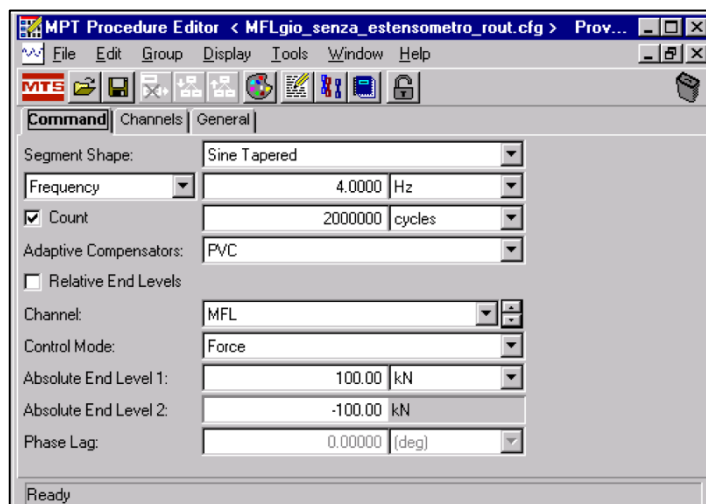 MPT Procedure Editor < MFLgio_senza_estensometro_rout.cfg > Prov...
File Edit Group Display Tools Window Help
MTS
Command Channels General
Segment Shape: Sine Tapered
Frequency 4.0000 Hz
Count 2000000 cycles
Adaptive Compensators: PVC
Relative End Levels
Channel: MFL
Control Mode: Force
Absolute End Level 1: 100.00 kN
Absolute End Level 2: -100.00 kN
Phase Lag: 0.00000 (deg)
Ready